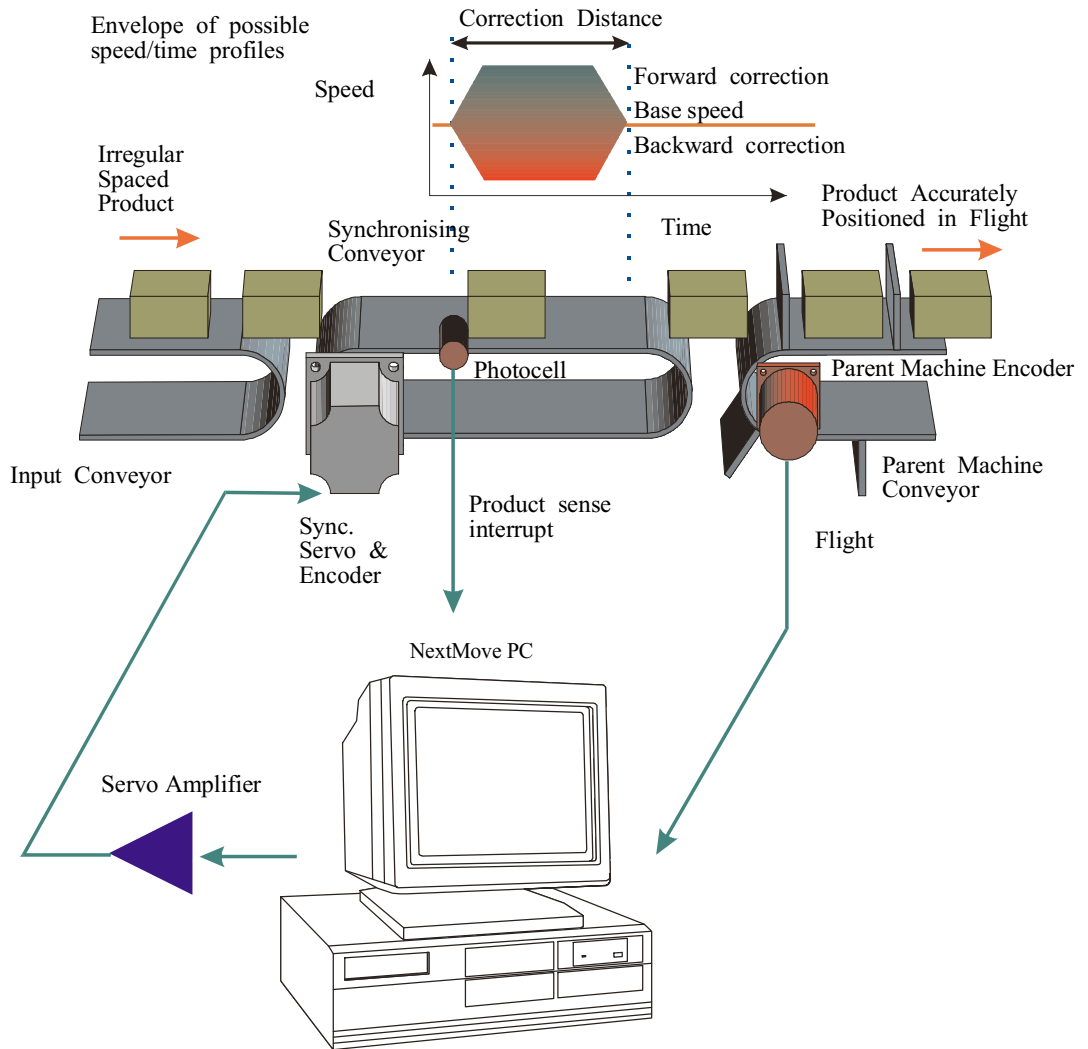 Envelope of possible
speed/time profiles
Correction Distance
Speed
Forward correction
Base speed
Backward correction
Irregular
Spaced
Product
Product Accurately
Positioned in Flight
Time
Synchronising
Conveyor
Photocell
Parent Machine Encoder
Input Conveyor
Parent Machine
Conveyor
Product sense
interrupt
Sync.
Servo &
Encoder
Flight
NextMove PC
Servo Amplifier